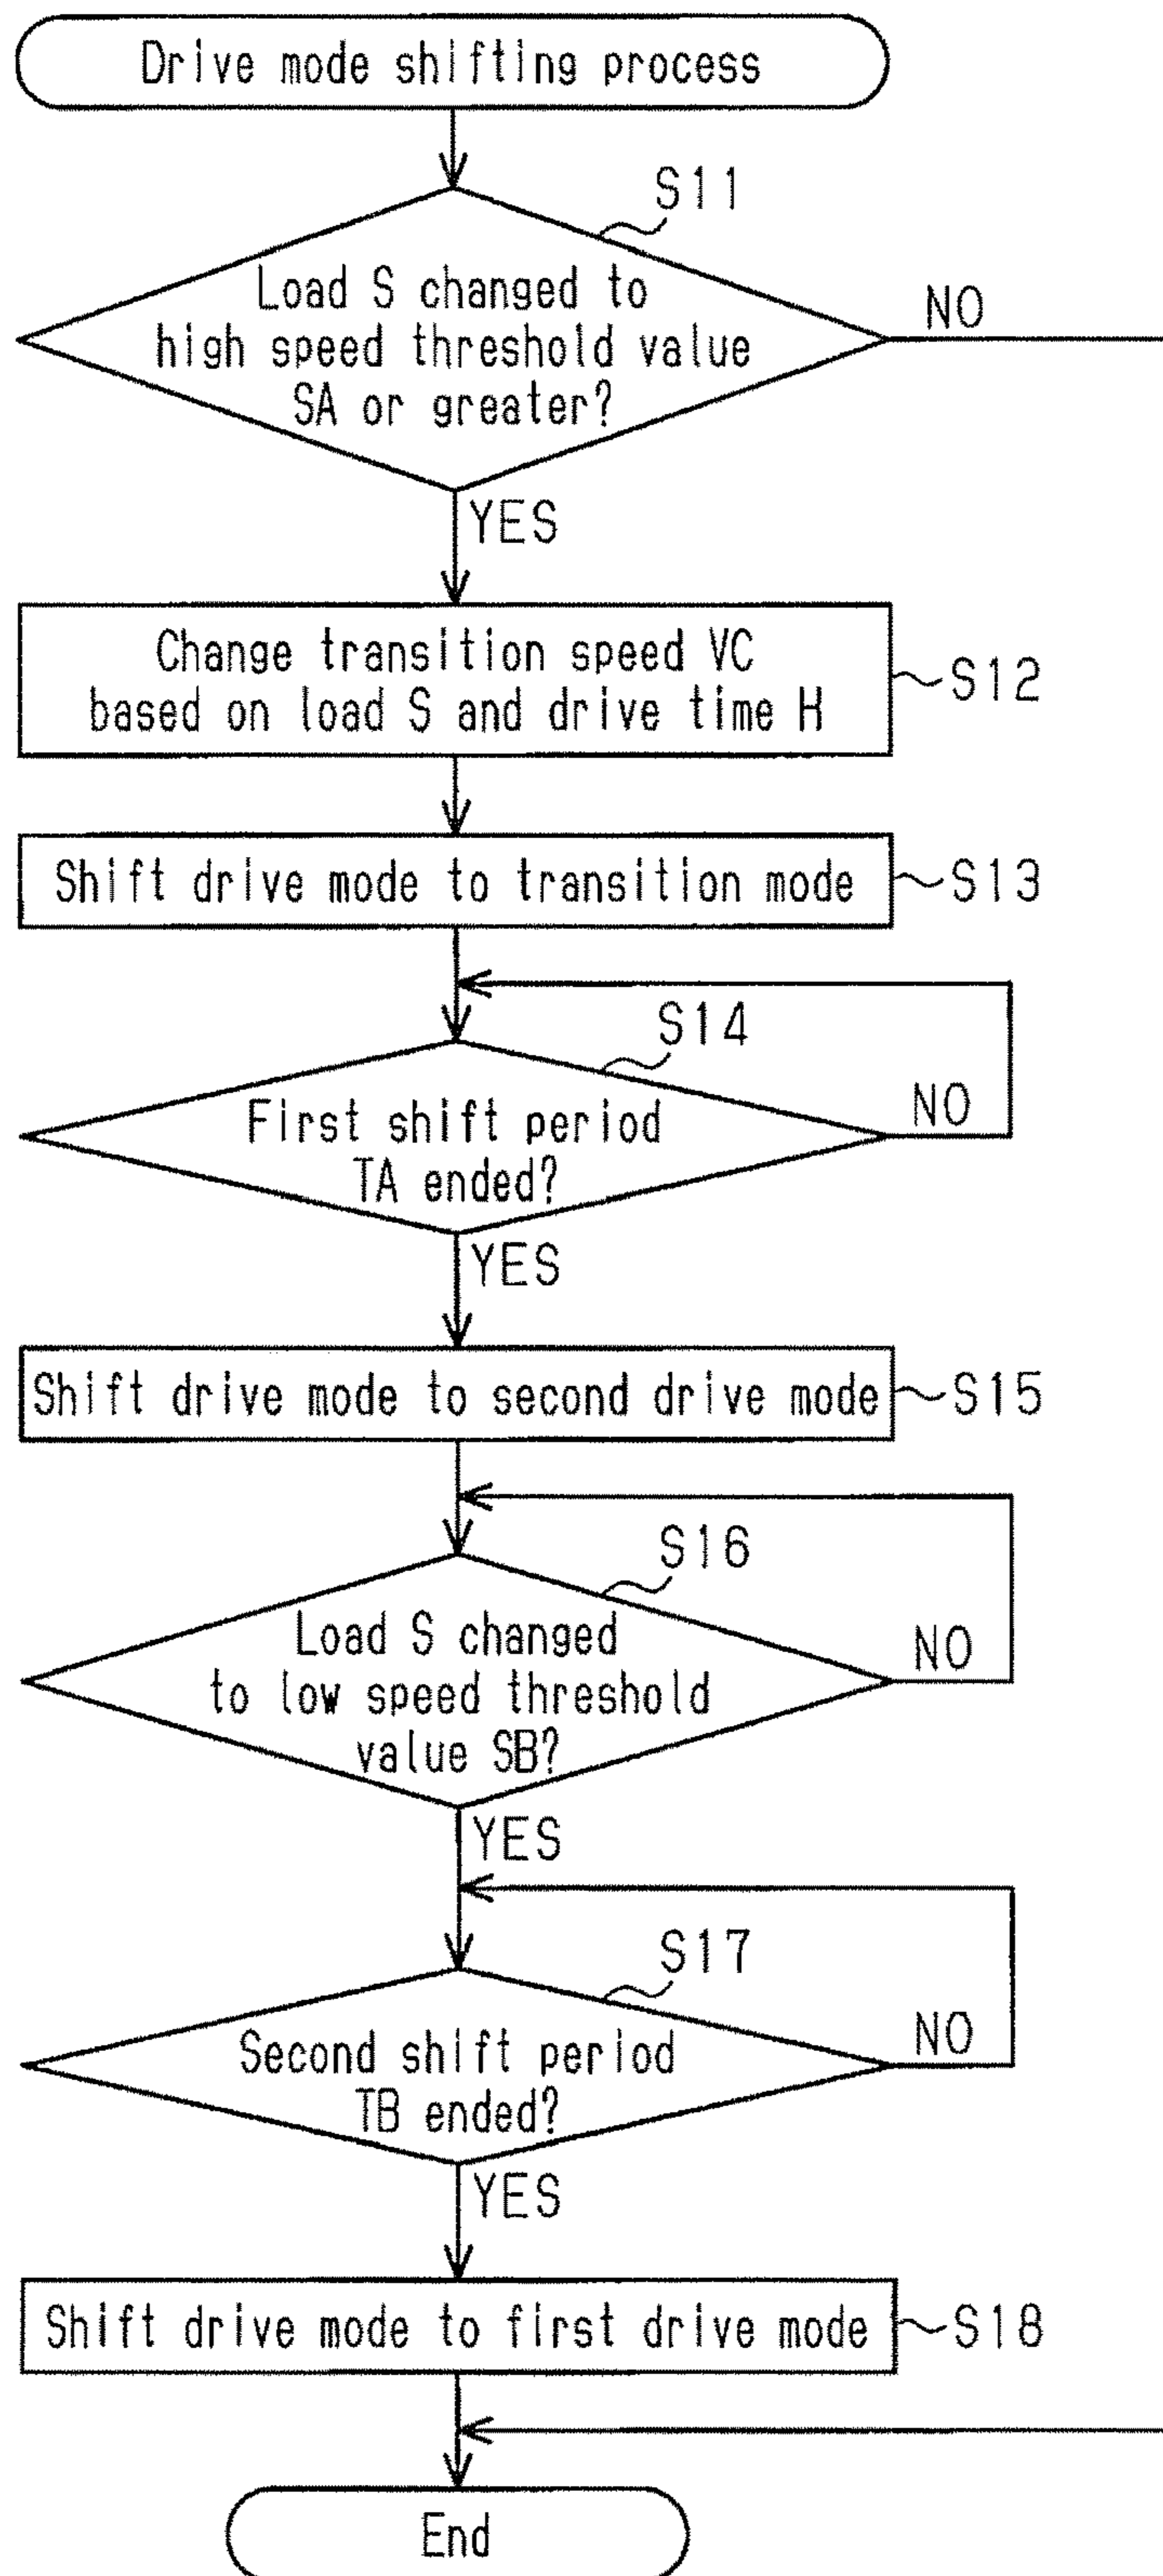 Drive mode shifting process
S11
Load S changed to
high speed threshold value
SA or greater?
NO
YES
Change transition speed VC
based on load S and drive time H
S12
Shift drive mode to transition mode
S13
S14
First shift period
TA ended?
NO
YES
Shift drive mode to second drive mode
S15
S16
Load S changed
to low speed threshold
value SB?
NO
YES
S17
Second shift period
TB ended?
NO
YES
Shift drive mode to first drive mode
S18
End